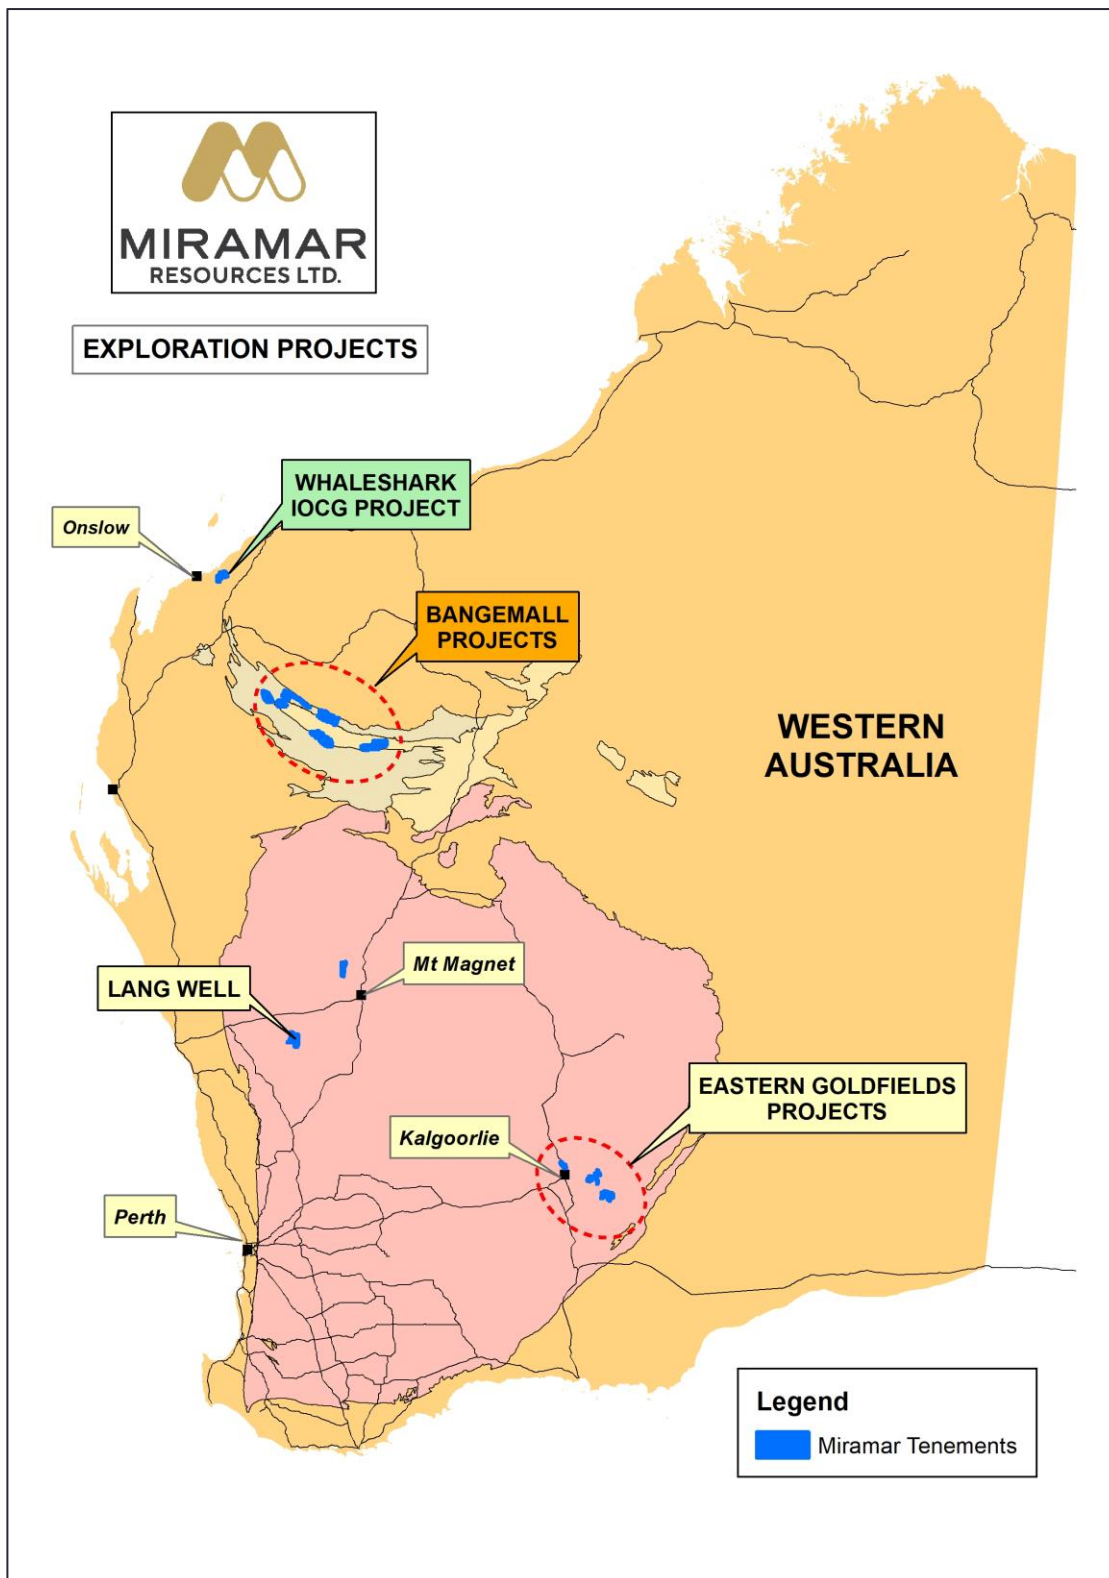 MIRAMAR
RESOURCES LTD.
EXPLORATION PROJECTS
WHALESHARK
IOCG PROJECT
Onslow
BANGEMALL
PROJECTS
WESTERN
AUSTRALIA
Mt Magnet
LANG WELL
EASTERN GOLDFIELDS
PROJECTS
Kalgoorlie
Perth
Legend
Miramar Tenements